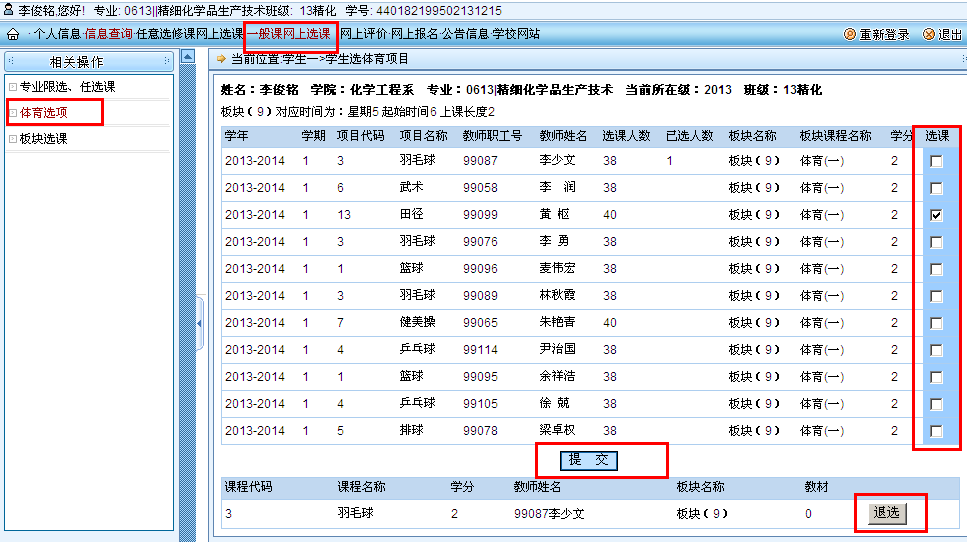 李俊铭,您好! 专业: 0613||精细化学品生产技术班级: 13精化 学号: 440182199502131215
·个人信息·信息查询·任意选修课网上选课·一般课网上选课·网上评价·网上报名·公告信息·学校网站 重新登录 退出
相关操作
专业限选、任选课
体育选项
板块选课
当前位置:学生一>学生选体育项目
姓名：李俊铭 学院：化学工程系 专业：0613|精细化学品生产技术 当前所在级：2013 班级：13精化
板块（9）对应时间为：星期5 起始时间6 上课长度2
学年 学期 项目代码 项目名称 教师职工号 教师姓名 选课人数 已选人数 板块名称 板块课程名称 学分 选课
2013-2014 1 3 羽毛球 99087 李少文 38 1 板块（9） 体育(一) 2
2013-2014 1 6 武术 99058 李 润 38 板块（9） 体育(一) 2
2013-2014 1 13 田径 99099 黄 枢 40 板块（9） 体育(一) 2
2013-2014 1 3 羽毛球 99076 李 勇 38 板块（9） 体育(一) 2
2013-2014 1 1 篮球 99096 麦伟宏 38 板块（9） 体育(一) 2
2013-2014 1 3 羽毛球 99089 林秋霞 38 板块（9） 体育(一) 2
2013-2014 1 7 健美操 99065 朱艳青 40 板块（9） 体育(一) 2
2013-2014 1 4 乒乓球 99114 尹治国 38 板块（9） 体育(一) 2
2013-2014 1 1 篮球 99095 余祥浩 38 板块（9） 体育(一) 2
2013-2014 1 4 乒乓球 99105 徐 兢 38 板块（9） 体育(一) 2
2013-2014 1 5 排球 99078 梁卓权 38 板块（9） 体育(一) 2
提 交
课程代码 课程名称 学分 教师姓名 板块名称 教材
3 羽毛球 2 99087李少文 板块（9） 0 退选